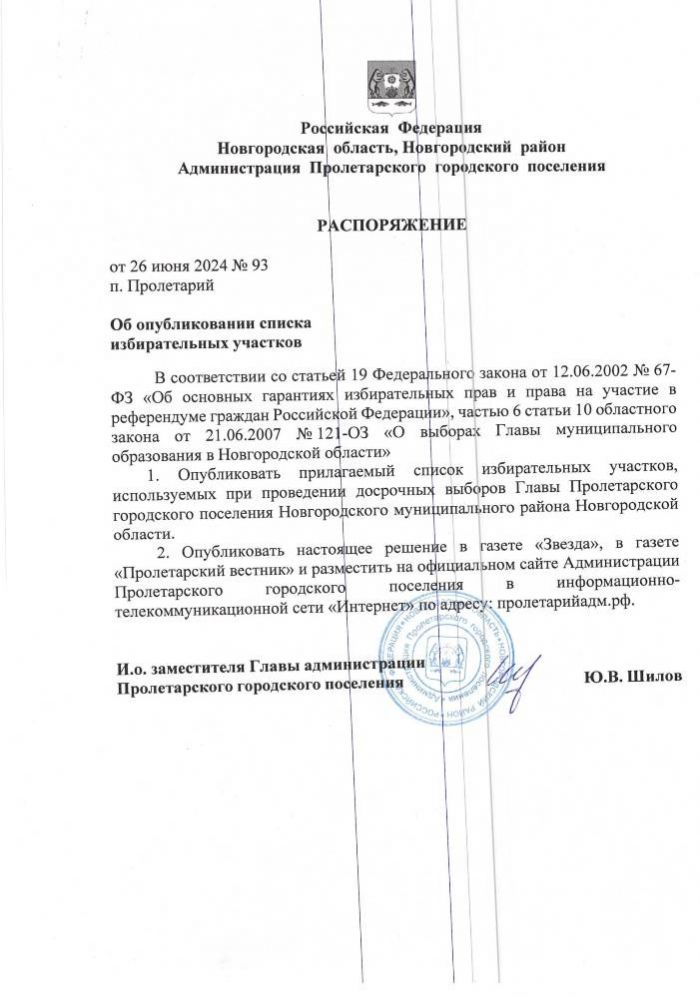 Российская Федерация
Новгородская область, Новгородский район
Администрация Пролетарского городского поселения
РАСПОРЯЖЕНИЕ
от 26 июня 2024 № 93
п. Пролетарий
Об опубликовании списка
избирательных участков
В соответствии со статьей 19 Федерального закона от 12.06.2002 № 67-
ФЗ «Об основных гарантиях избирательных прав и права на участие в
референдуме граждан Российской Федерации», частью 6 статьи 10 областного
закона от 21.06.2007 № 121-ОЗ «О выборах Главы муниципального
образования в Новгородской области»
1. Опубликовать прилагаемый список избирательных участков,
используемых при проведении досрочных выборов Главы Пролетарского
городского поселения Новгородского муниципального района Новгородской
области.
2. Опубликовать настоящее решение в газете «Звезда», в газете
«Пролетарский вестник» и разместить на официальном сайте Администрации
Пролетарского городского поселения в информационно-
телекоммуникационной сети «Интернет» по адресу: пролетарийадм.рф.
И.о. заместителя Главы администрации
Пролетарского городского поселения
Ю.В. Шилов